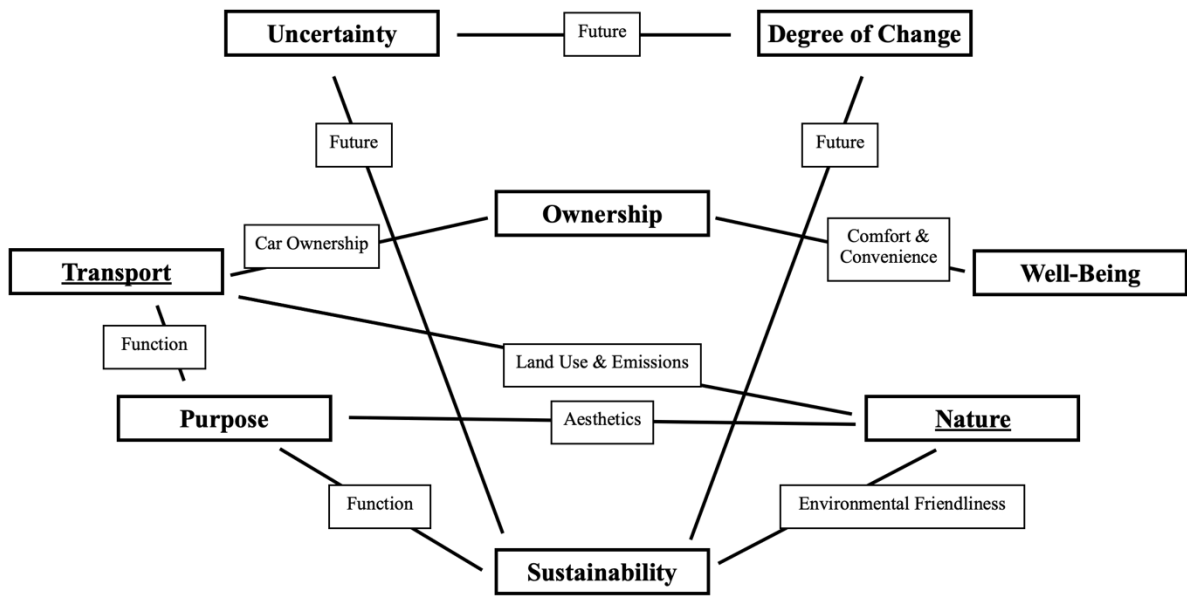 Uncertainty
Future
Degree of Change
Future
Future
Ownership
Car Ownership
Comfort &
Convenience
Transport
Well-Being
Function
Land Use & Emissions
Purpose
Aesthetics
Nature
Function
Environmental Friendliness
Sustainability